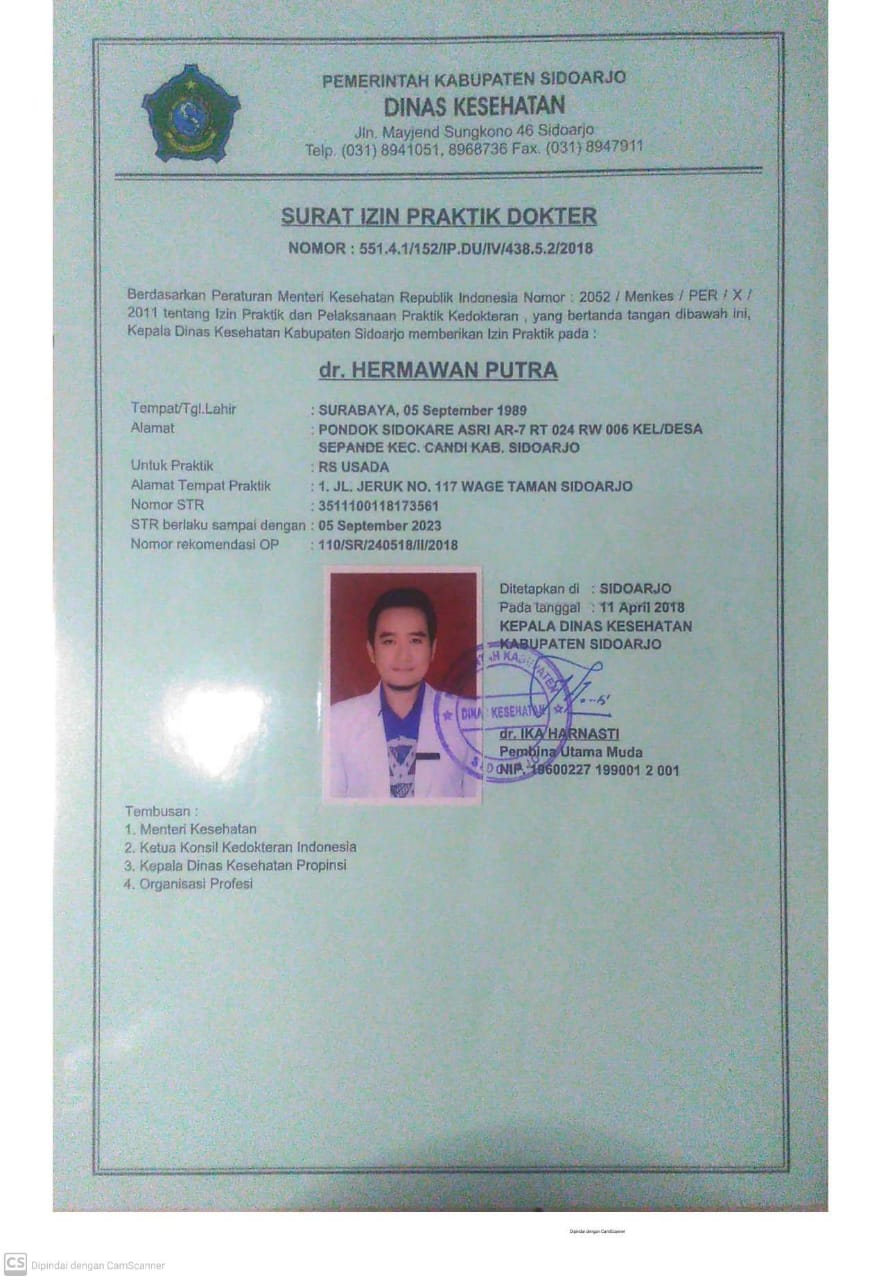 PEMERINTAH KABUPATEN SIDOARJO
DINAS KESEHATAN
Jln. Mayjend Sungkono 46 Sidoarjo
Telp. (031) 8941051, 8968736 Fax. (031) 8947911
SURAT IZIN PRAKTIK DOKTER
NOMOR : 551.4.1/152/IP.DU/IV/438.5.2/2018
Berdasarkan Peraturan Menteri Kesehatan Republik Indonesia Nomor : 2052 / Menkes / PER / X /
2011 tentang Izin Praktik dan Pelaksanaan Praktik Kedokteran , yang bertanda tangan dibawah ini,
Kepala Dinas Kesehatan Kabupaten Sidoarjo memberikan Izin Praktik pada :
dr. HERMAWAN PUTRA
Tempat/Tgl.Lahir : SURABAYA, 05 September 1989
Alamat : PONDOK SIDOKARE ASRI AR-7 RT 024 RW 006 KEL/DESA
SEPANDE KEC. CANDI KAB. SIDOARJO
Untuk Praktik : RS USADA
Alamat Tempat Praktik : 1. JL. JERUK NO. 117 WAGE TAMAN SIDOARJO
Nomor STR : 3511100118173561
STR berlaku sampai dengan : 05 September 2023
Nomor rekomendasi OP : 110/SR/240518/II/2018
Ditetapkan di : SIDOARJO
Pada tanggal : 11 April 2018
KEPALA DINAS KESEHATAN
KABUPATEN SIDOARJO
DINAS KESEHATAN
SIDOARJO
dr. IKA HARNASTI
Pembina Utama Muda
NIP. 19600227 199001 2 001
Tembusan :
1. Menteri Kesehatan
2. Ketua Konsil Kedokteran Indonesia
3. Kepala Dinas Kesehatan Propinsi
4. Organisasi Profesi
Dipindai dengan CamScanner
CS Dipindai dengan CamScanner